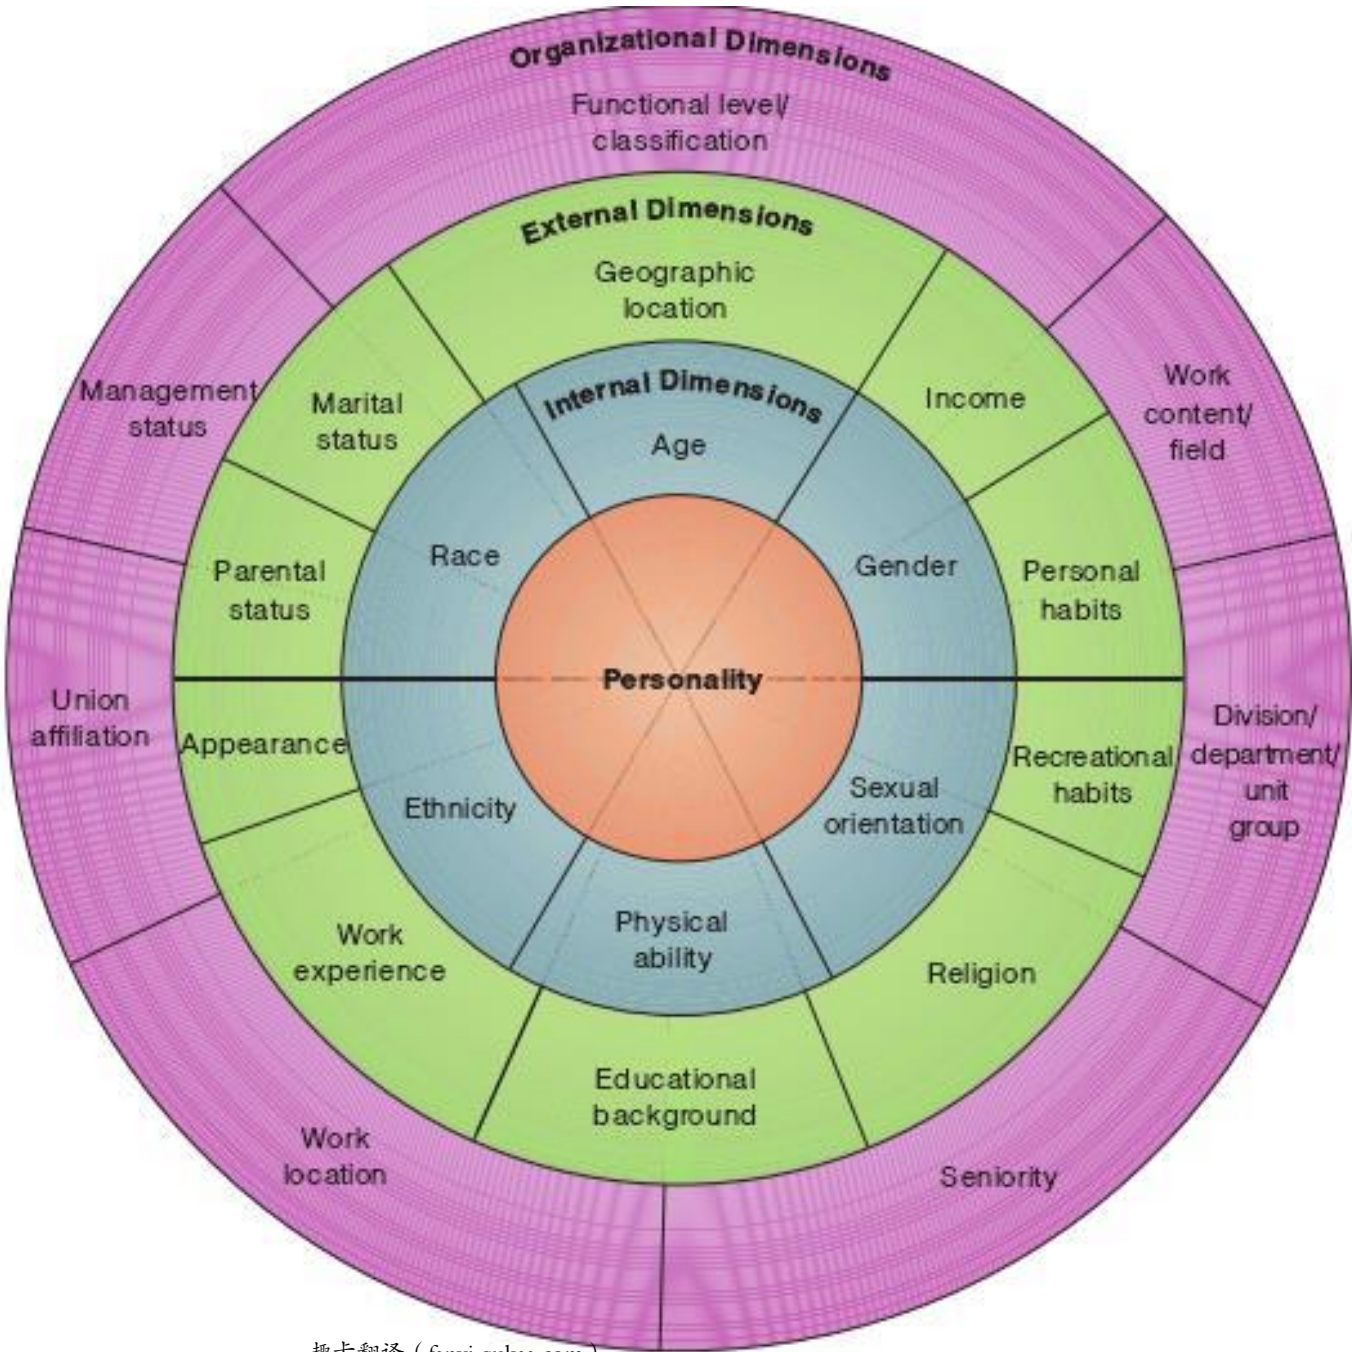 Organizational Dimensions
Functional level/
classification
External Dimensions
Geographic
location
Internal Dimensions
Age
Management
status
Marital
status
Income
Work
content/
field
Race
Gender
Parental
status
Personal
habits
Personality
Union
affiliation
Appearance
Ethnicity
Sexual
orientation
Recreational
habits
Division/
department/
unit
group
Work
experience
Physical
ability
Religion
Educational
background
Work
location
Seniority